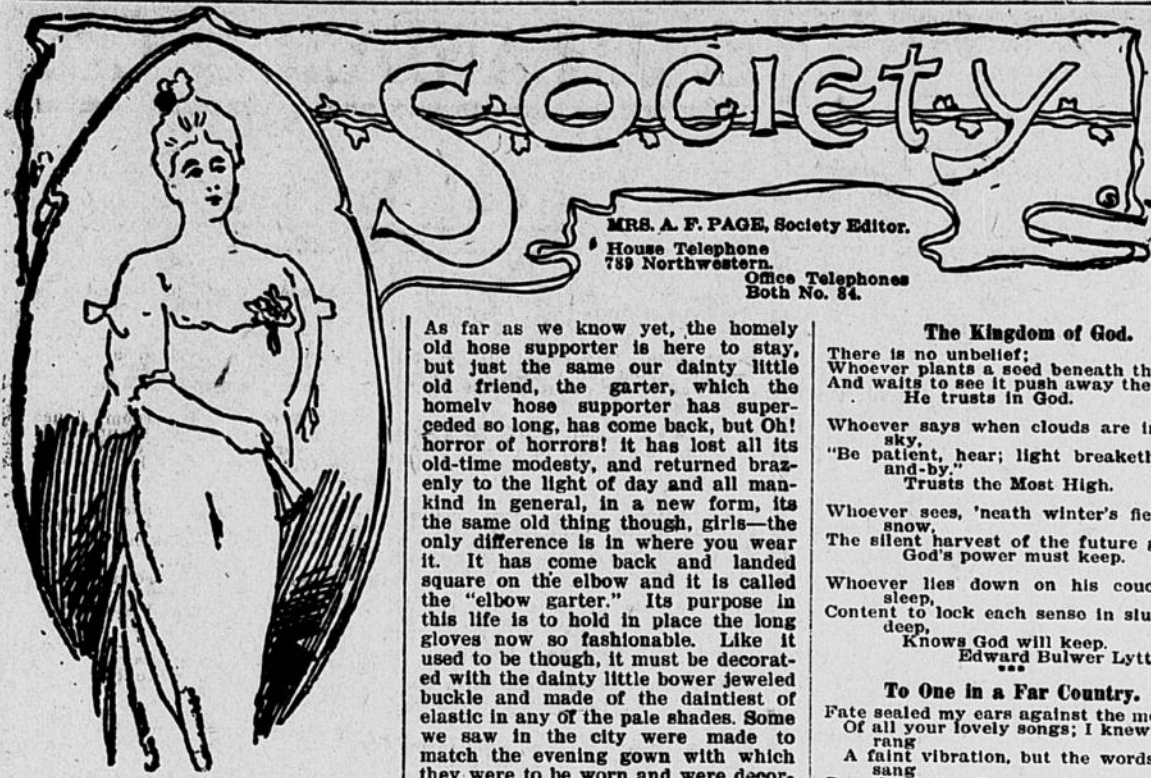 SOCIETY
MRS. A. F. PAGE, Society Editor.
House Telephone
789 Northwestern.
Office Telephones
Both No. 84.
As far as we know yet, the homely
old hose supporter is here to stay,
but just the same our dainty little
old friend, the garter, which the
homely hose supporter has super-
ceded so long, has come back, but Oh!
horror of horrors! it has lost all its
old-time modesty, and returned braz-
enly to the light of day and all man-
kind in general, in a new form, its
the same old thing though, girls—the
only difference is in where you wear
it. It has come back and landed
square on the elbow and it is called
the "elbow garter." Its purpose in
this life is to hold in place the long
gloves now so fashionable. Like it
used to be though, it must be decorat-
ed with the dainty little bower jeweled
buckle and made of the daintiest of
elastic in any of the pale shades. Some
we saw in the city were made to
match the evening gown with which
they were to be worn and were decor-
The Kingdom of God.
There is no unbelief;
Whoever plants a seed beneath th
And waits to see it push away the
He trusts in God.
Whoever says when clouds are i
sky,
"Be patient, hear; light breaketh
and-by."
Trusts the Most High.
Whoever sees, 'neath winter's fie
snow,
The silent harvest of the future
God's power must keep.
Whoever lies down on his couc
sleep,
Content to lock each sense in slu
deep,
Knows God will keep.
Edward Bulwer Lytt
***
To One in a Far Country.
Fate sealed my ears against the m
Of all your lovely songs; I knew
rang
A faint vibration, but the words
sang